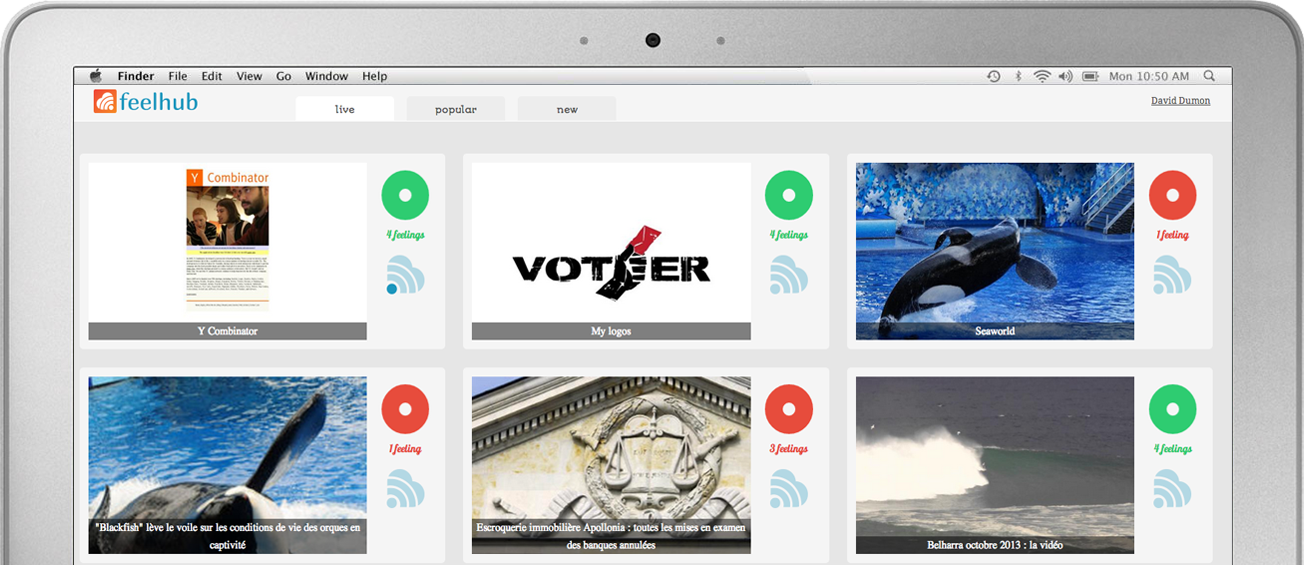 Finder File Edit View Go Window Help Mon 10:50 AM
feelhub
live popular new
David Dumon
Y Combinator
4 feelings
Y Combinator
VOTHER
4 feelings
My logos
1 feeling
Seaworld
1 feeling
"Blackfish" lève le voile sur les conditions de vie des orques en
captivité
3 feelings
Escroquerie immobilière Apollonia : toutes les mises en examen
des banques annulées
4 feelings
Belharra octobre 2013 : la vidéo